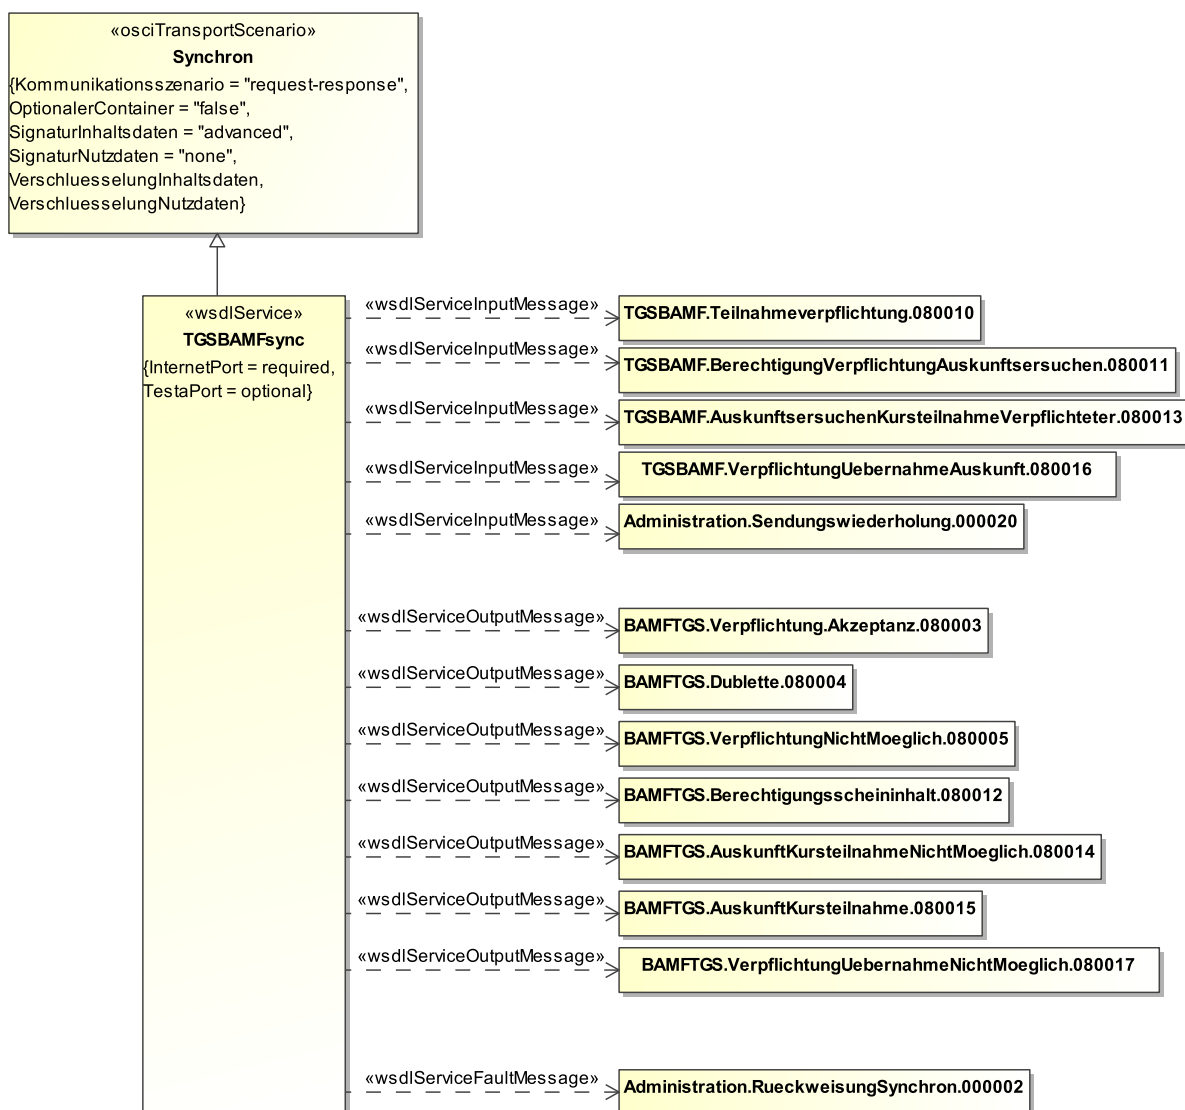 «osciTransportScenario»
Synchron
{Kommunikationsszenario = "request-response",
OptionalerContainer = "false",
SignaturInhaltsdaten = "advanced",
SignaturNutzdaten = "none",
VerschluesselungInhaltsdaten,
VerschluesselungNutzdaten}
«wsdlService»
TGSBAMFsync
{InternetPort = required,
TestaPort = optional}
«wsdlServiceInputMessage»
TGSBAMF.Teilnahmeverpflichtung.080010
«wsdlServiceInputMessage»
TGSBAMF.BerechtigungVerpflichtungAuskunftsersuchen.080011
«wsdlServiceInputMessage»
TGSBAMF.AuskunftsersuchenKursteilnahmeVerpflichteter.080013
«wsdlServiceInputMessage»
TGSBAMF.VerpflichtungUebernahmeAuskunft.080016
«wsdlServiceInputMessage»
Administration.Sendungswiederholung.000020
«wsdlServiceOutputMessage»
BAMFTGS.Verpflichtung.Akzeptanz.080003
«wsdlServiceOutputMessage»
BAMFTGS.Dublette.080004
«wsdlServiceOutputMessage»
BAMFTGS.VerpflichtungNichtMoeglich.080005
«wsdlServiceOutputMessage»
BAMFTGS.Berechtigungsscheininhalt.080012
«wsdlServiceOutputMessage»
BAMFTGS.AuskunftKursteilnahmeNichtMoeglich.080014
«wsdlServiceOutputMessage»
BAMFTGS.AuskunftKursteilnahme.080015
«wsdlServiceOutputMessage»
BAMFTGS.VerpflichtungUebernahmeNichtMoeglich.080017
«wsdlServiceFaultMessage»
Administration.RueckweisungSynchron.000002